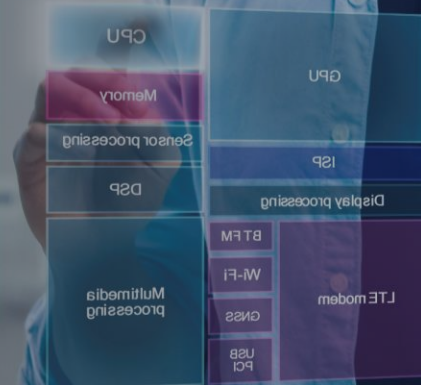 CPU
GPU
Memory
Sensor processing
ISP
DSP
Display processing
BT FM
Wi-Fi
GNSS
USB
PCI
LTE modem
Multimedia
processing